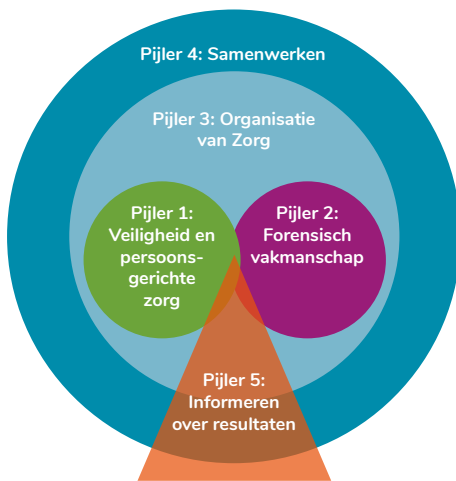 Pijler 4: Samenwerken
Pijler 3: Organisatie
van Zorg
Pijler 1:
Veiligheid en
persoons-
gerichte
zorg
Pijler 2:
Forensisch
vakmanschap
Pijler 5:
Informeren
over resultaten